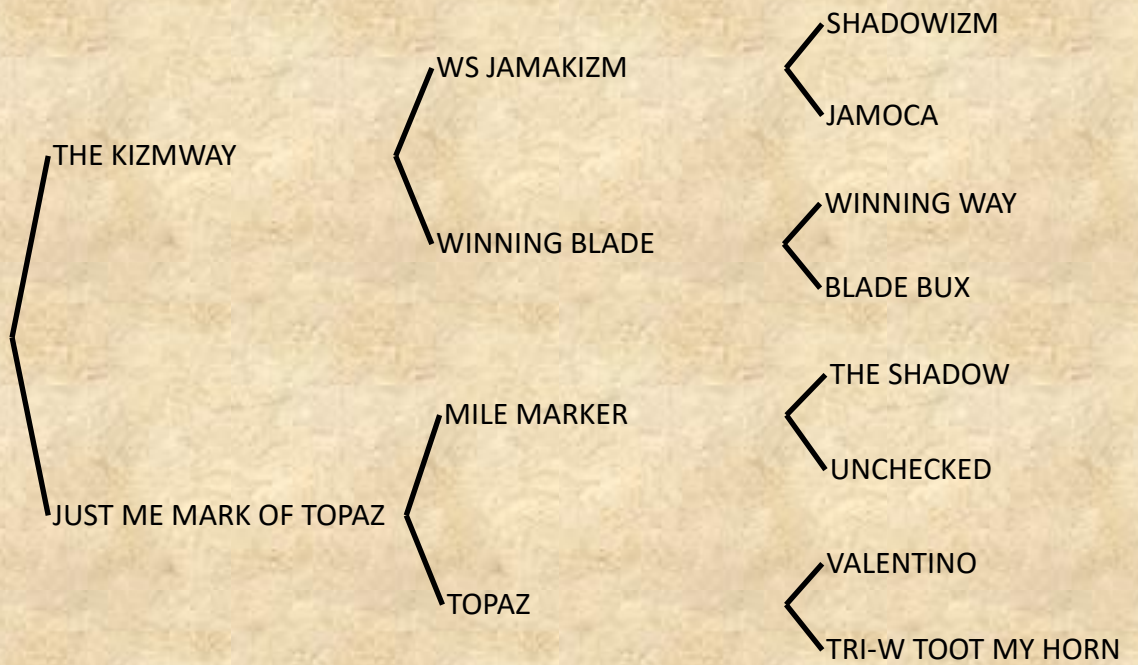 SHADOWIZM
WS JAMAKIZM
JAMOCA
THE KIZMWAY
WINNING WAY
WINNING BLADE
BLADE BUX
THE SHADOW
MILE MARKER
UNCHECKED
JUST ME MARK OF TOPAZ
VALENTINO
TOPAZ
TRI-W TOOT MY HORN